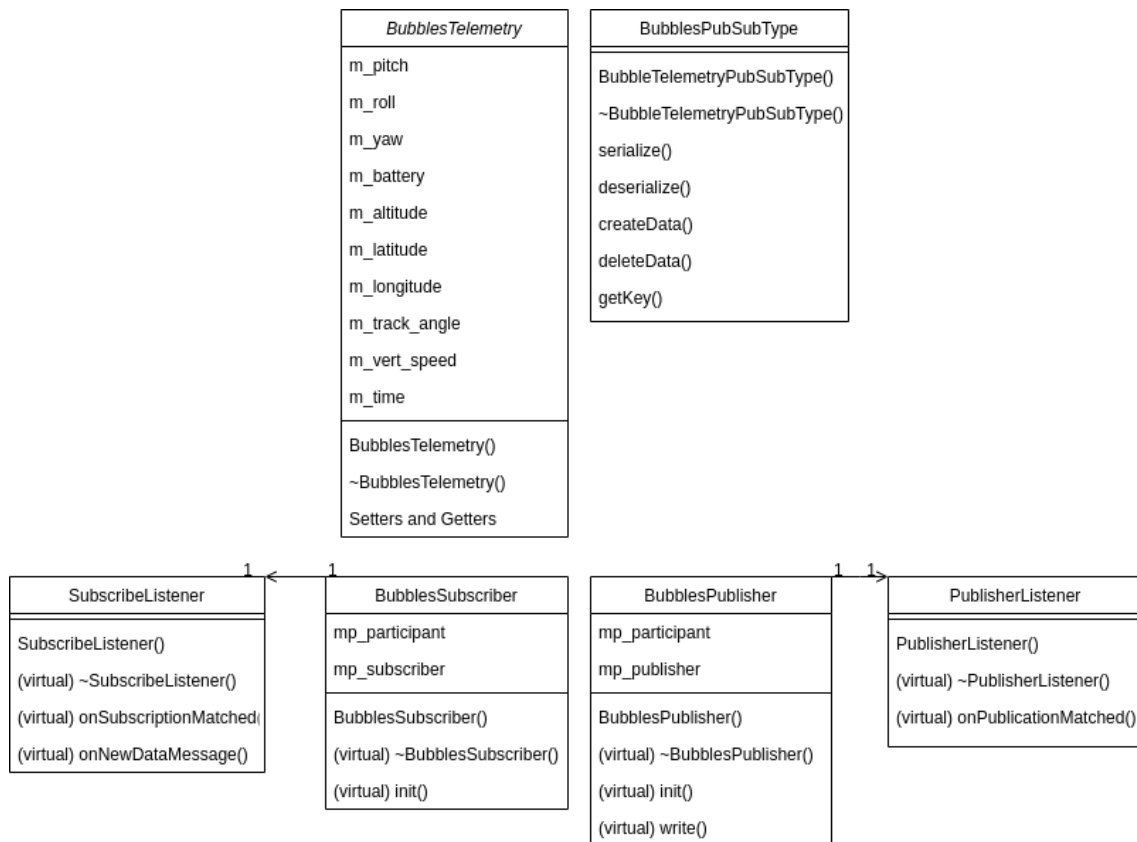 BubblesTelemetry
m_pitch
m_roll
m_yaw
m_battery
m_altitude
m_latitude
m_longitude
m_track_angle
m_vert_speed
m_time
BubblesTelemetry()
~BubblesTelemetry()
Setters and Getters
BubblesPubSubType
BubbleTelemetryPubSubType()
~BubbleTelemetryPubSubType()
serialize()
deserialize()
createData()
deleteData()
getKey()
1
1
SubscribeListener
SubscribeListener()
(virtual) ~SubscribeListener()
(virtual) onSubscriptionMatched(
(virtual) onNewDataMessage()
BubblesSubscriber
mp_participant
mp_subscriber
BubblesSubscriber()
(virtual) ~BubblesSubscriber()
(virtual) init()
1
1
BubblesPublisher
mp_participant
mp_publisher
BubblesPublisher()
(virtual) ~BubblesPublisher()
(virtual) init()
(virtual) write()
PublisherListener
PublisherListener()
(virtual) ~PublisherListener()
(virtual) onPublicationMatched()